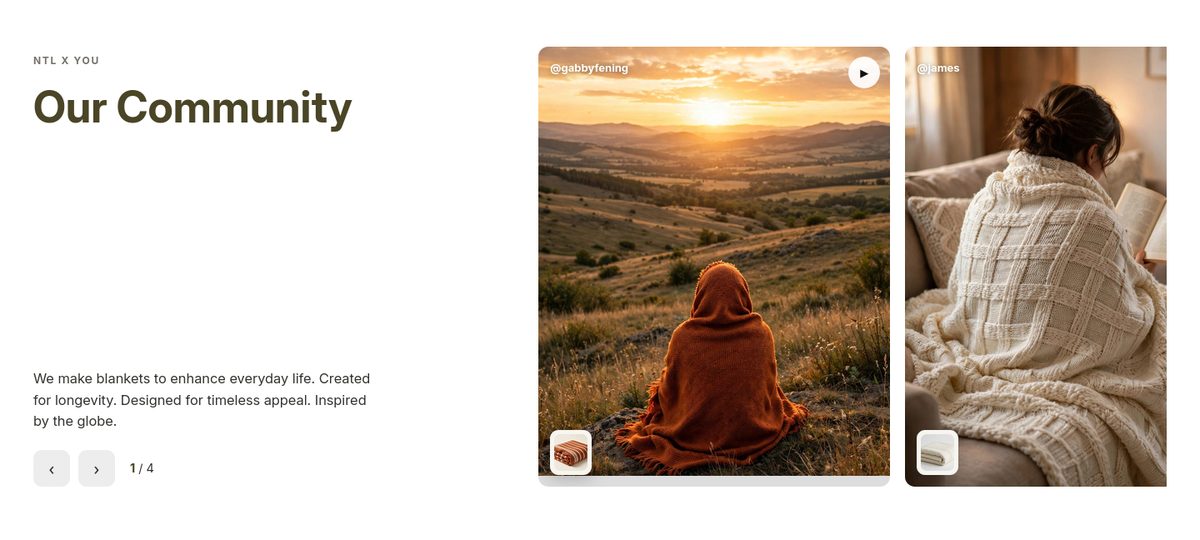 NTL X YOU
Our Community
We make blankets to enhance everyday life. Created
for longevity. Designed for timeless appeal. Inspired
by the globe.
‹ › 1 / 4
@gabbyfening
@james